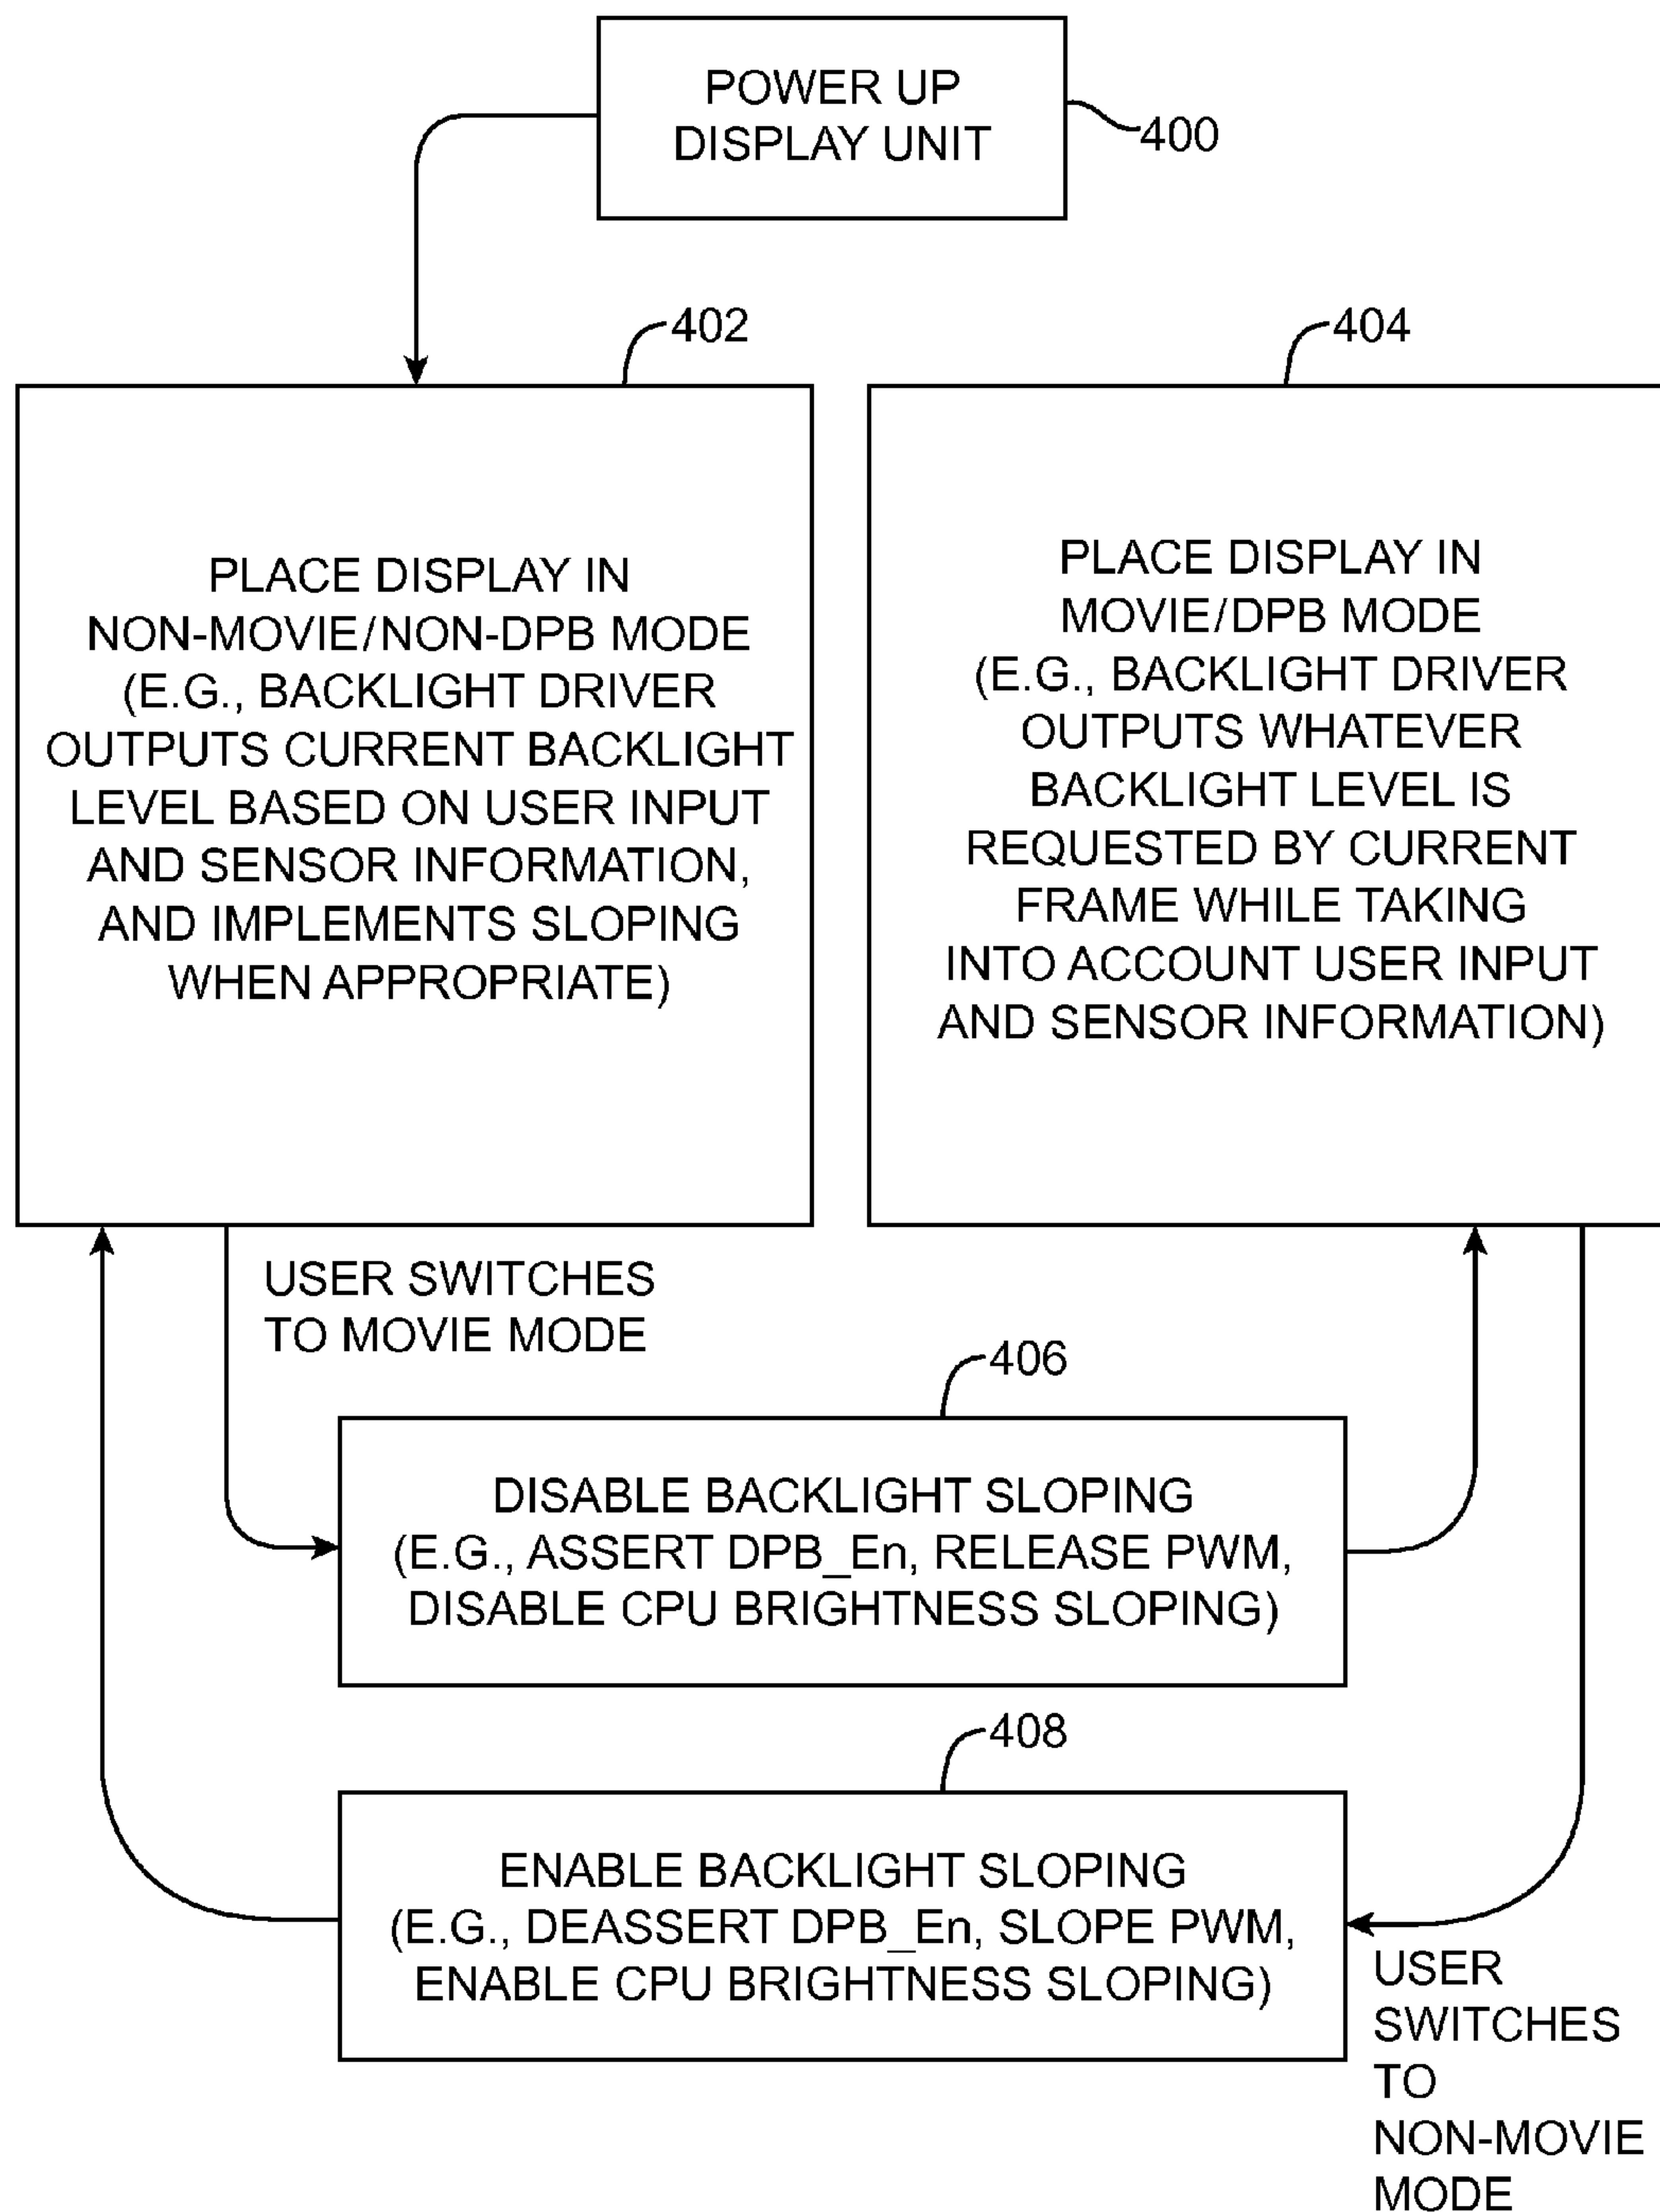 POWER UP
DISPLAY UNIT
400
402
PLACE DISPLAY IN
NON-MOVIE/NON-DPB MODE
(E.G., BACKLIGHT DRIVER
OUTPUTS CURRENT BACKLIGHT
LEVEL BASED ON USER INPUT
AND SENSOR INFORMATION,
AND IMPLEMENTS SLOPING
WHEN APPROPRIATE)
404
PLACE DISPLAY IN
MOVIE/DPB MODE
(E.G., BACKLIGHT DRIVER
OUTPUTS WHATEVER
BACKLIGHT LEVEL IS
REQUESTED BY CURRENT
FRAME WHILE TAKING
INTO ACCOUNT USER INPUT
AND SENSOR INFORMATION)
USER SWITCHES
TO MOVIE MODE
406
DISABLE BACKLIGHT SLOPING
(E.G., ASSERT DPB_En, RELEASE PWM,
DISABLE CPU BRIGHTNESS SLOPING)
408
ENABLE BACKLIGHT SLOPING
(E.G., DEASSERT DPB_En, SLOPE PWM,
ENABLE CPU BRIGHTNESS SLOPING)
USER
SWITCHES
TO
NON-MOVIE
MODE